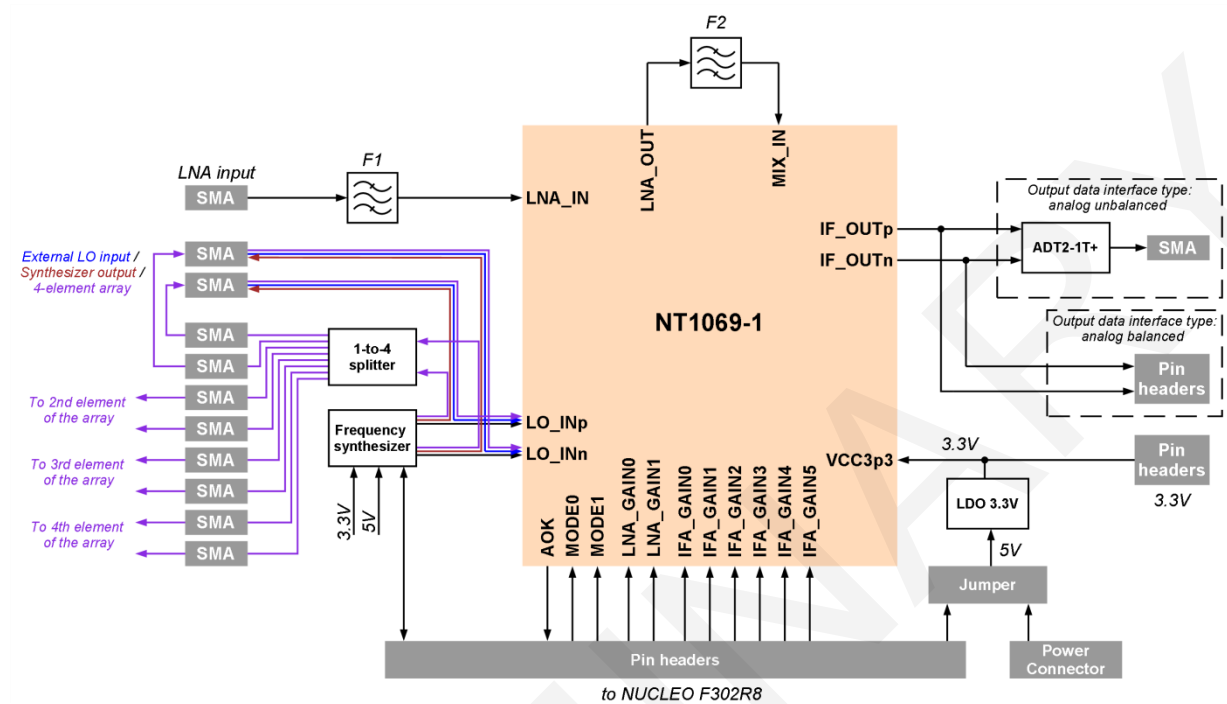 F2
LNA_OUT
MIX_IN
F1
LNA input
SMA
LNA_IN
Output data interface type:
analog unbalanced
IF_OUTp
IF_OUTn
ADT2-1T+
SMA
SMA
External LO input /
Synthesizer output /
4-element array
SMA
NT1069-1
Output data interface type:
analog balanced
Pin
headers
SMA
1-to-4
splitter
SMA
SMA
To 2nd element
of the array
SMA
Frequency
synthesizer
LO_INp
LO_INn
SMA
To 3rd element
of the array
SMA
VCC3p3
3.3V
Pin
headers
3.3V
LDO 3.3V
SMA
To 4th element
of the array
SMA
3.3V
5V
AOK
MODE0
MODE1
LNA_GAIN0
LNA_GAIN1
IFA_GAIN0
IFA_GAIN1
IFA_GAIN2
IFA_GAIN3
IFA_GAIN4
IFA_GAIN5
5V
Jumper
Pin headers
Power
Connector
to NUCLEO F302R8